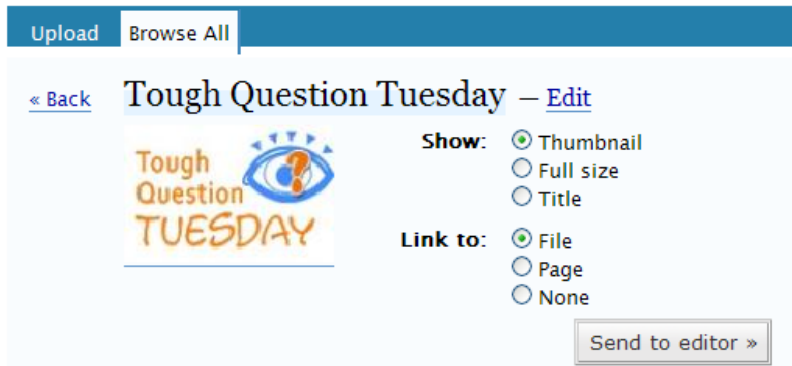 Upload Browse All
« Back Tough Question Tuesday — Edit
Tough
Question
TUESDAY
Show: Thumbnail
Full size
Title
Link to: File
Page
None
Send to editor »